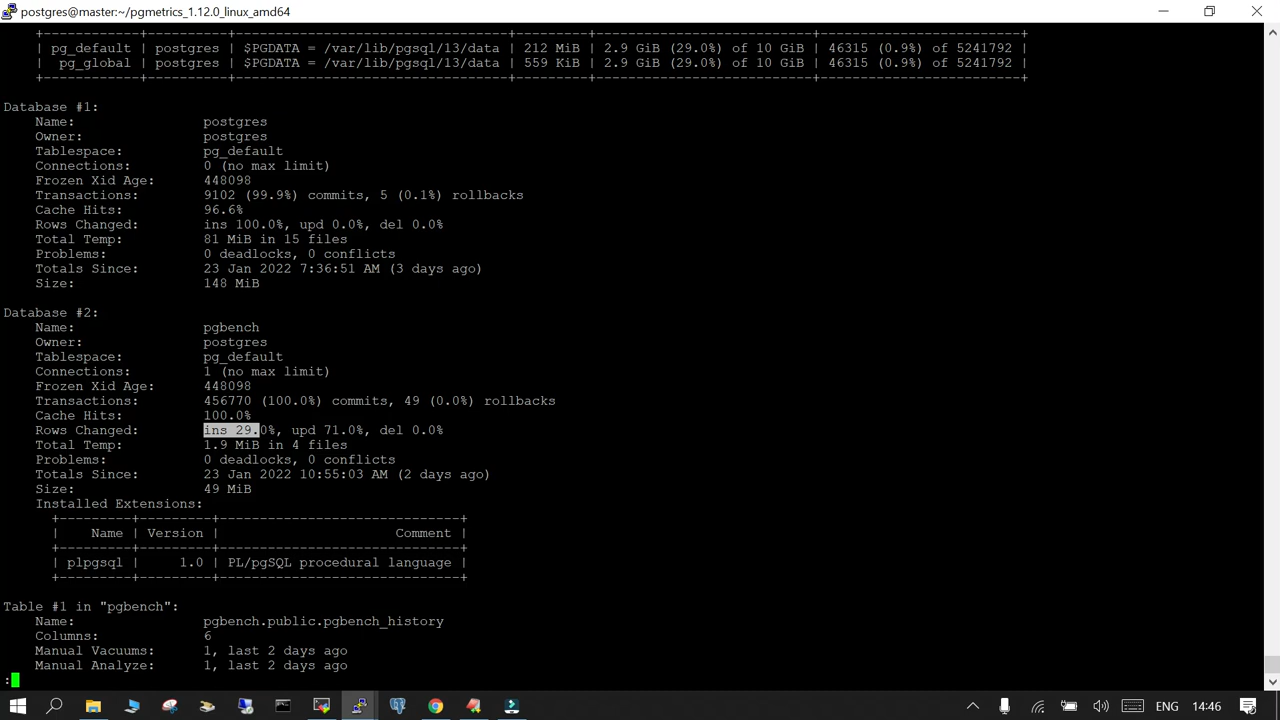 postgres@master:~/pgmetrics_1.12.0_linux_amd64
+------------+----------+-----------------------------------+---------+----------------------------+-------------------------+
| pg_default | postgres | $PGDATA = /var/lib/pgsql/13/data | 212 MiB | 2.9 GiB (29.0%) of 10 GiB | 46315 (0.9%) of 5241792 |
| pg_global | postgres | $PGDATA = /var/lib/pgsql/13/data | 559 KiB | 2.9 GiB (29.0%) of 10 GiB | 46315 (0.9%) of 5241792 |
+------------+----------+-----------------------------------+---------+----------------------------+-------------------------+
Database #1:
Name: postgres
Owner: postgres
Tablespace: pg_default
Connections: 0 (no max limit)
Frozen Xid Age: 448098
Transactions: 9102 (99.9%) commits, 5 (0.1%) rollbacks
Cache Hits: 96.6%
Rows Changed: ins 100.0%, upd 0.0%, del 0.0%
Total Temp: 81 MiB in 15 files
Problems: 0 deadlocks, 0 conflicts
Totals Since: 23 Jan 2022 7:36:51 AM (3 days ago)
Size: 148 MiB
Database #2:
Name: pgbench
Owner: postgres
Tablespace: pg_default
Connections: 1 (no max limit)
Frozen Xid Age: 448098
Transactions: 456770 (100.0%) commits, 49 (0.0%) rollbacks
Cache Hits: 100.0%
Rows Changed: ins 29.0%, upd 71.0%, del 0.0%
Total Temp: 1.9 MiB in 4 files
Problems: 0 deadlocks, 0 conflicts
Totals Since: 23 Jan 2022 10:55:03 AM (2 days ago)
Size: 49 MiB
Installed Extensions:
+---------+---------+------------------------------+
| Name | Version | Comment |
+---------+---------+------------------------------+
| plpgsql | 1.0 | PL/pgSQL procedural language |
+---------+---------+------------------------------+
Table #1 in "pgbench":
Name: pgbench.public.pgbench_history
Columns: 6
Manual Vacuums: 1, last 2 days ago
Manual Analyze: 1, last 2 days ago
:
ENG 14:46